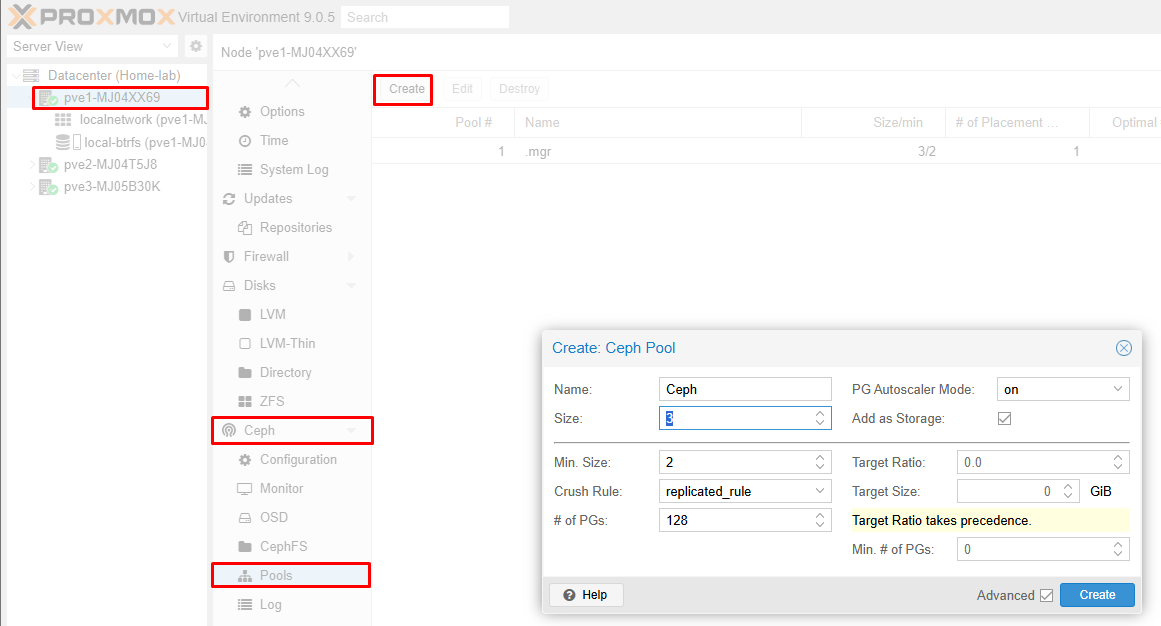 PROXMOX Virtual Environment 9.0.5 Search
Server View
Datacenter (Home-lab)
pve1-MJ04XX69
localnetwork (pve1-MJ
local-btrfs (pve1-MJ0
pve2-MJ04T5J8
pve3-MJ05B30K
Node 'pve1-MJ04XX69'
Options
Time
System Log
Updates
Repositories
Firewall
Disks
LVM
LVM-Thin
Directory
ZFS
Ceph
Configuration
Monitor
OSD
CephFS
Pools
Log
Create Edit Destroy
Pool # Name Size/min # of Placement ... Optimal
1 .mgr 3/2 1
Create: Ceph Pool
Name: Ceph PG Autoscaler Mode: on
Size: 3 Add as Storage:
Min. Size: 2 Target Ratio: 0.0
Crush Rule: replicated_rule Target Size: 0 GiB
# of PGs: 128 Target Ratio takes precedence.
Min. # of PGs: 0
Help Advanced Create